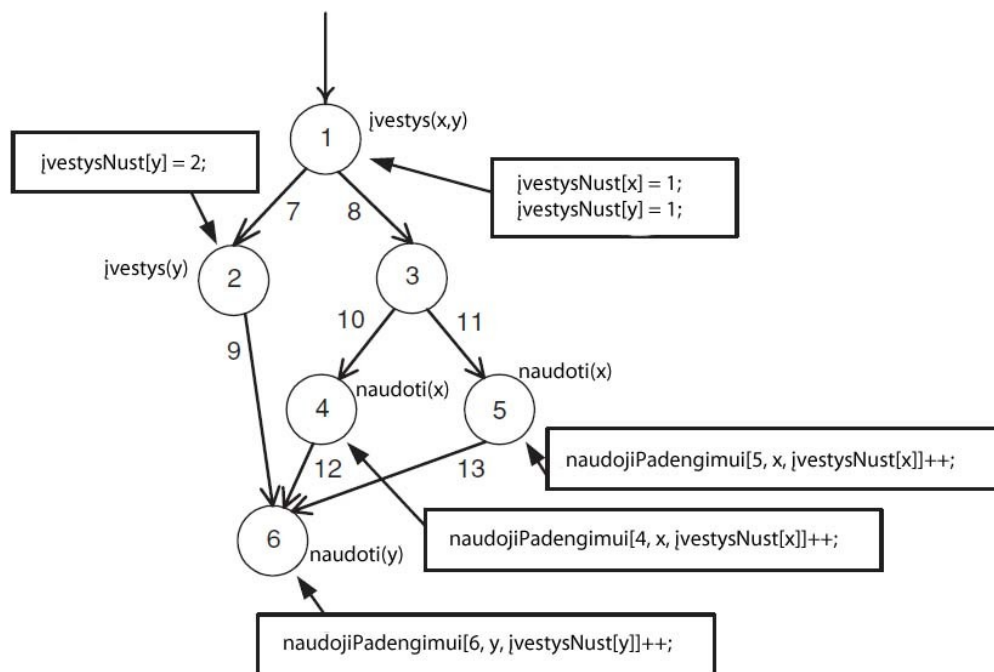 1
įvestys(x,y)
įvestysNust[y] = 2;
įvestysNust[x] = 1;
įvestysNust[y] = 1;
7
8
įvestys(y)
2
3
9
10
11
naudoti(x)
naudoti(x)
4
5
12
13
naudojiPadengimui[5, x, įvestysNust[x]]++;
6
naudoti(y)
naudojiPadengimui[4, x, įvestysNust[x]]++;
naudojiPadengimui[6, y, įvestysNust[y]]++;